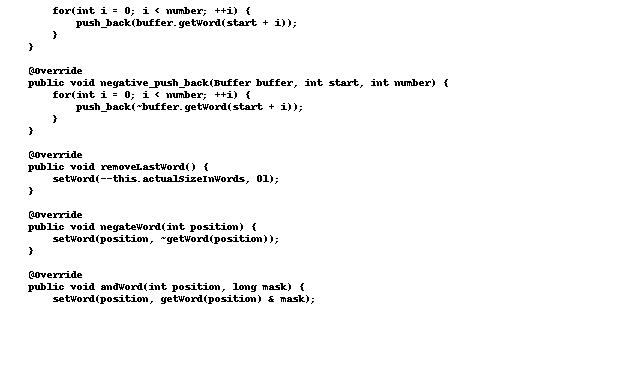 for(int i = 0; i < number; ++i) {
push_back(buffer.getWord(start + i));
}
}
@Override
public void negative_push_back(Buffer buffer, int start, int number) {
for(int i = 0; i < number; ++i) {
push_back(~buffer.getWord(start + i));
}
}
@Override
public void removeLastWord() {
setWord(--this.actualSizeInWords, 0l);
}
@Override
public void negateWord(int position) {
setWord(position, ~getWord(position));
}
@Override
public void andWord(int position, long mask) {
setWord(position, getWord(position) & mask);